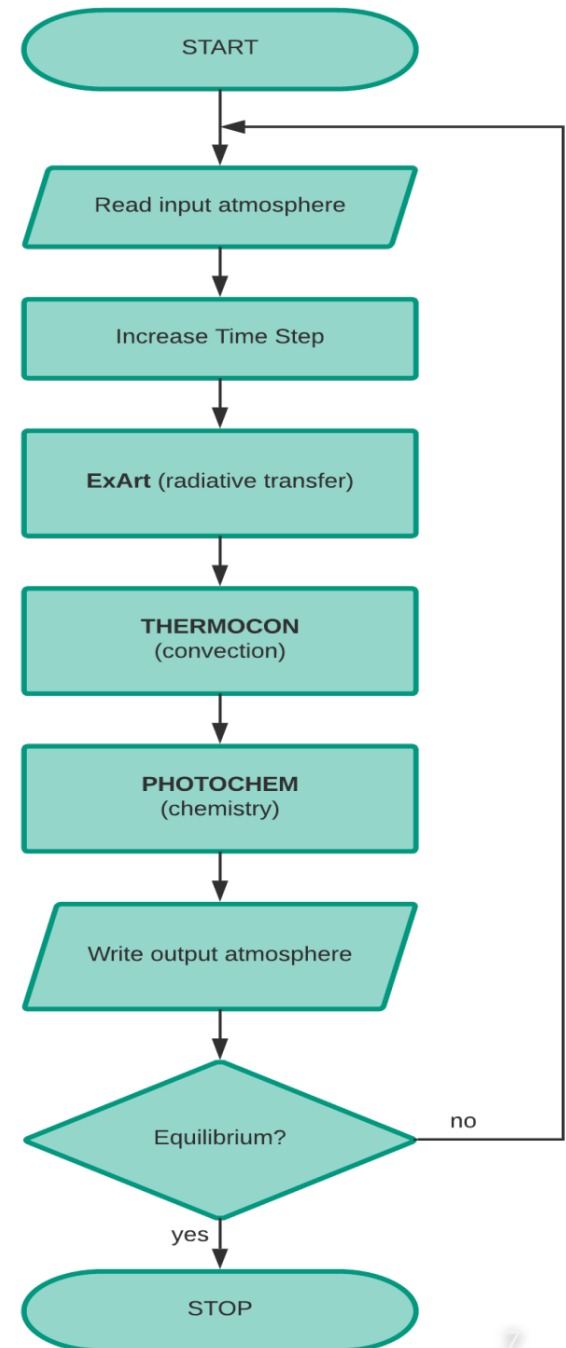 START
Read input atmosphere
Increase Time Step
ExArt (radiative transfer)
THERMOCON
(convection)
PHOTOCHEM
(chemistry)
Write output atmosphere
Equilibrium?
no
yes
STOP
7